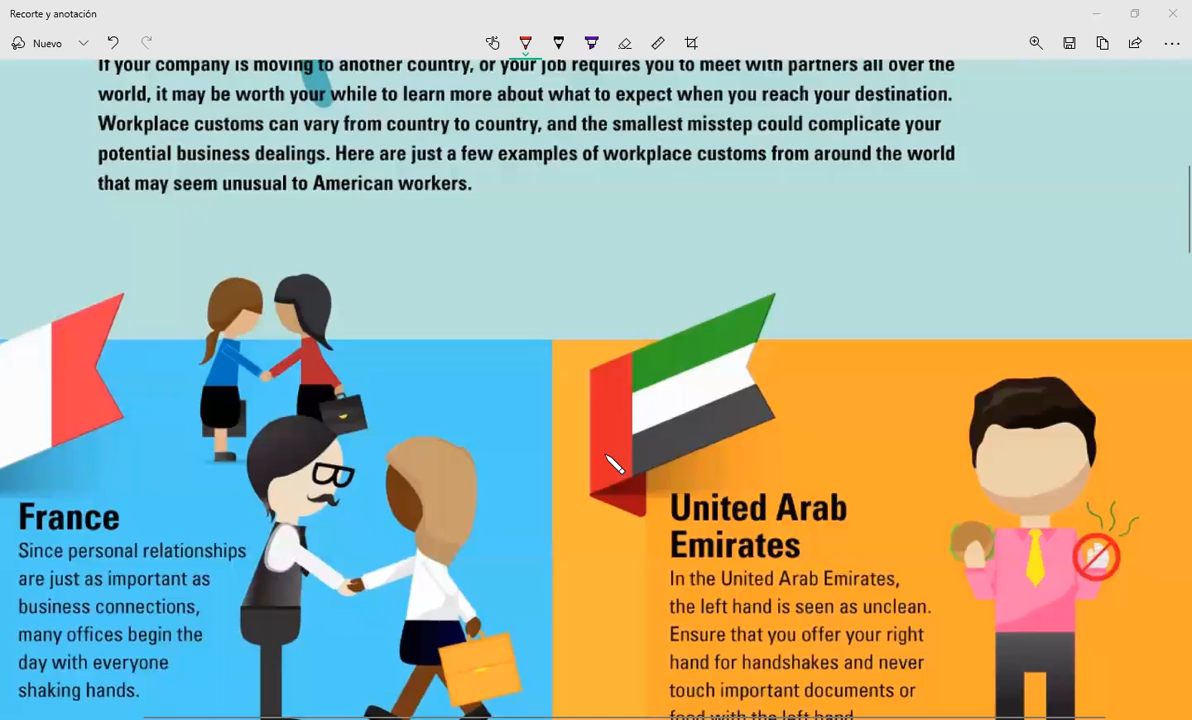 Recorte y anotación
Nuevo
If your company is moving to another country, or your job requires you to meet with partners all over the
world, it may be worth your while to learn more about what to expect when you reach your destination.
Workplace customs can vary from country to country, and the smallest misstep could complicate your
potential business dealings. Here are just a few examples of workplace customs from around the world
that may seem unusual to American workers.
France
Since personal relationships
are just as important as
business connections,
many offices begin the
day with everyone
shaking hands.
United Arab
Emirates
In the United Arab Emirates,
the left hand is seen as unclean.
Ensure that you offer your right
hand for handshakes and never
touch important documents or
food with the left hand